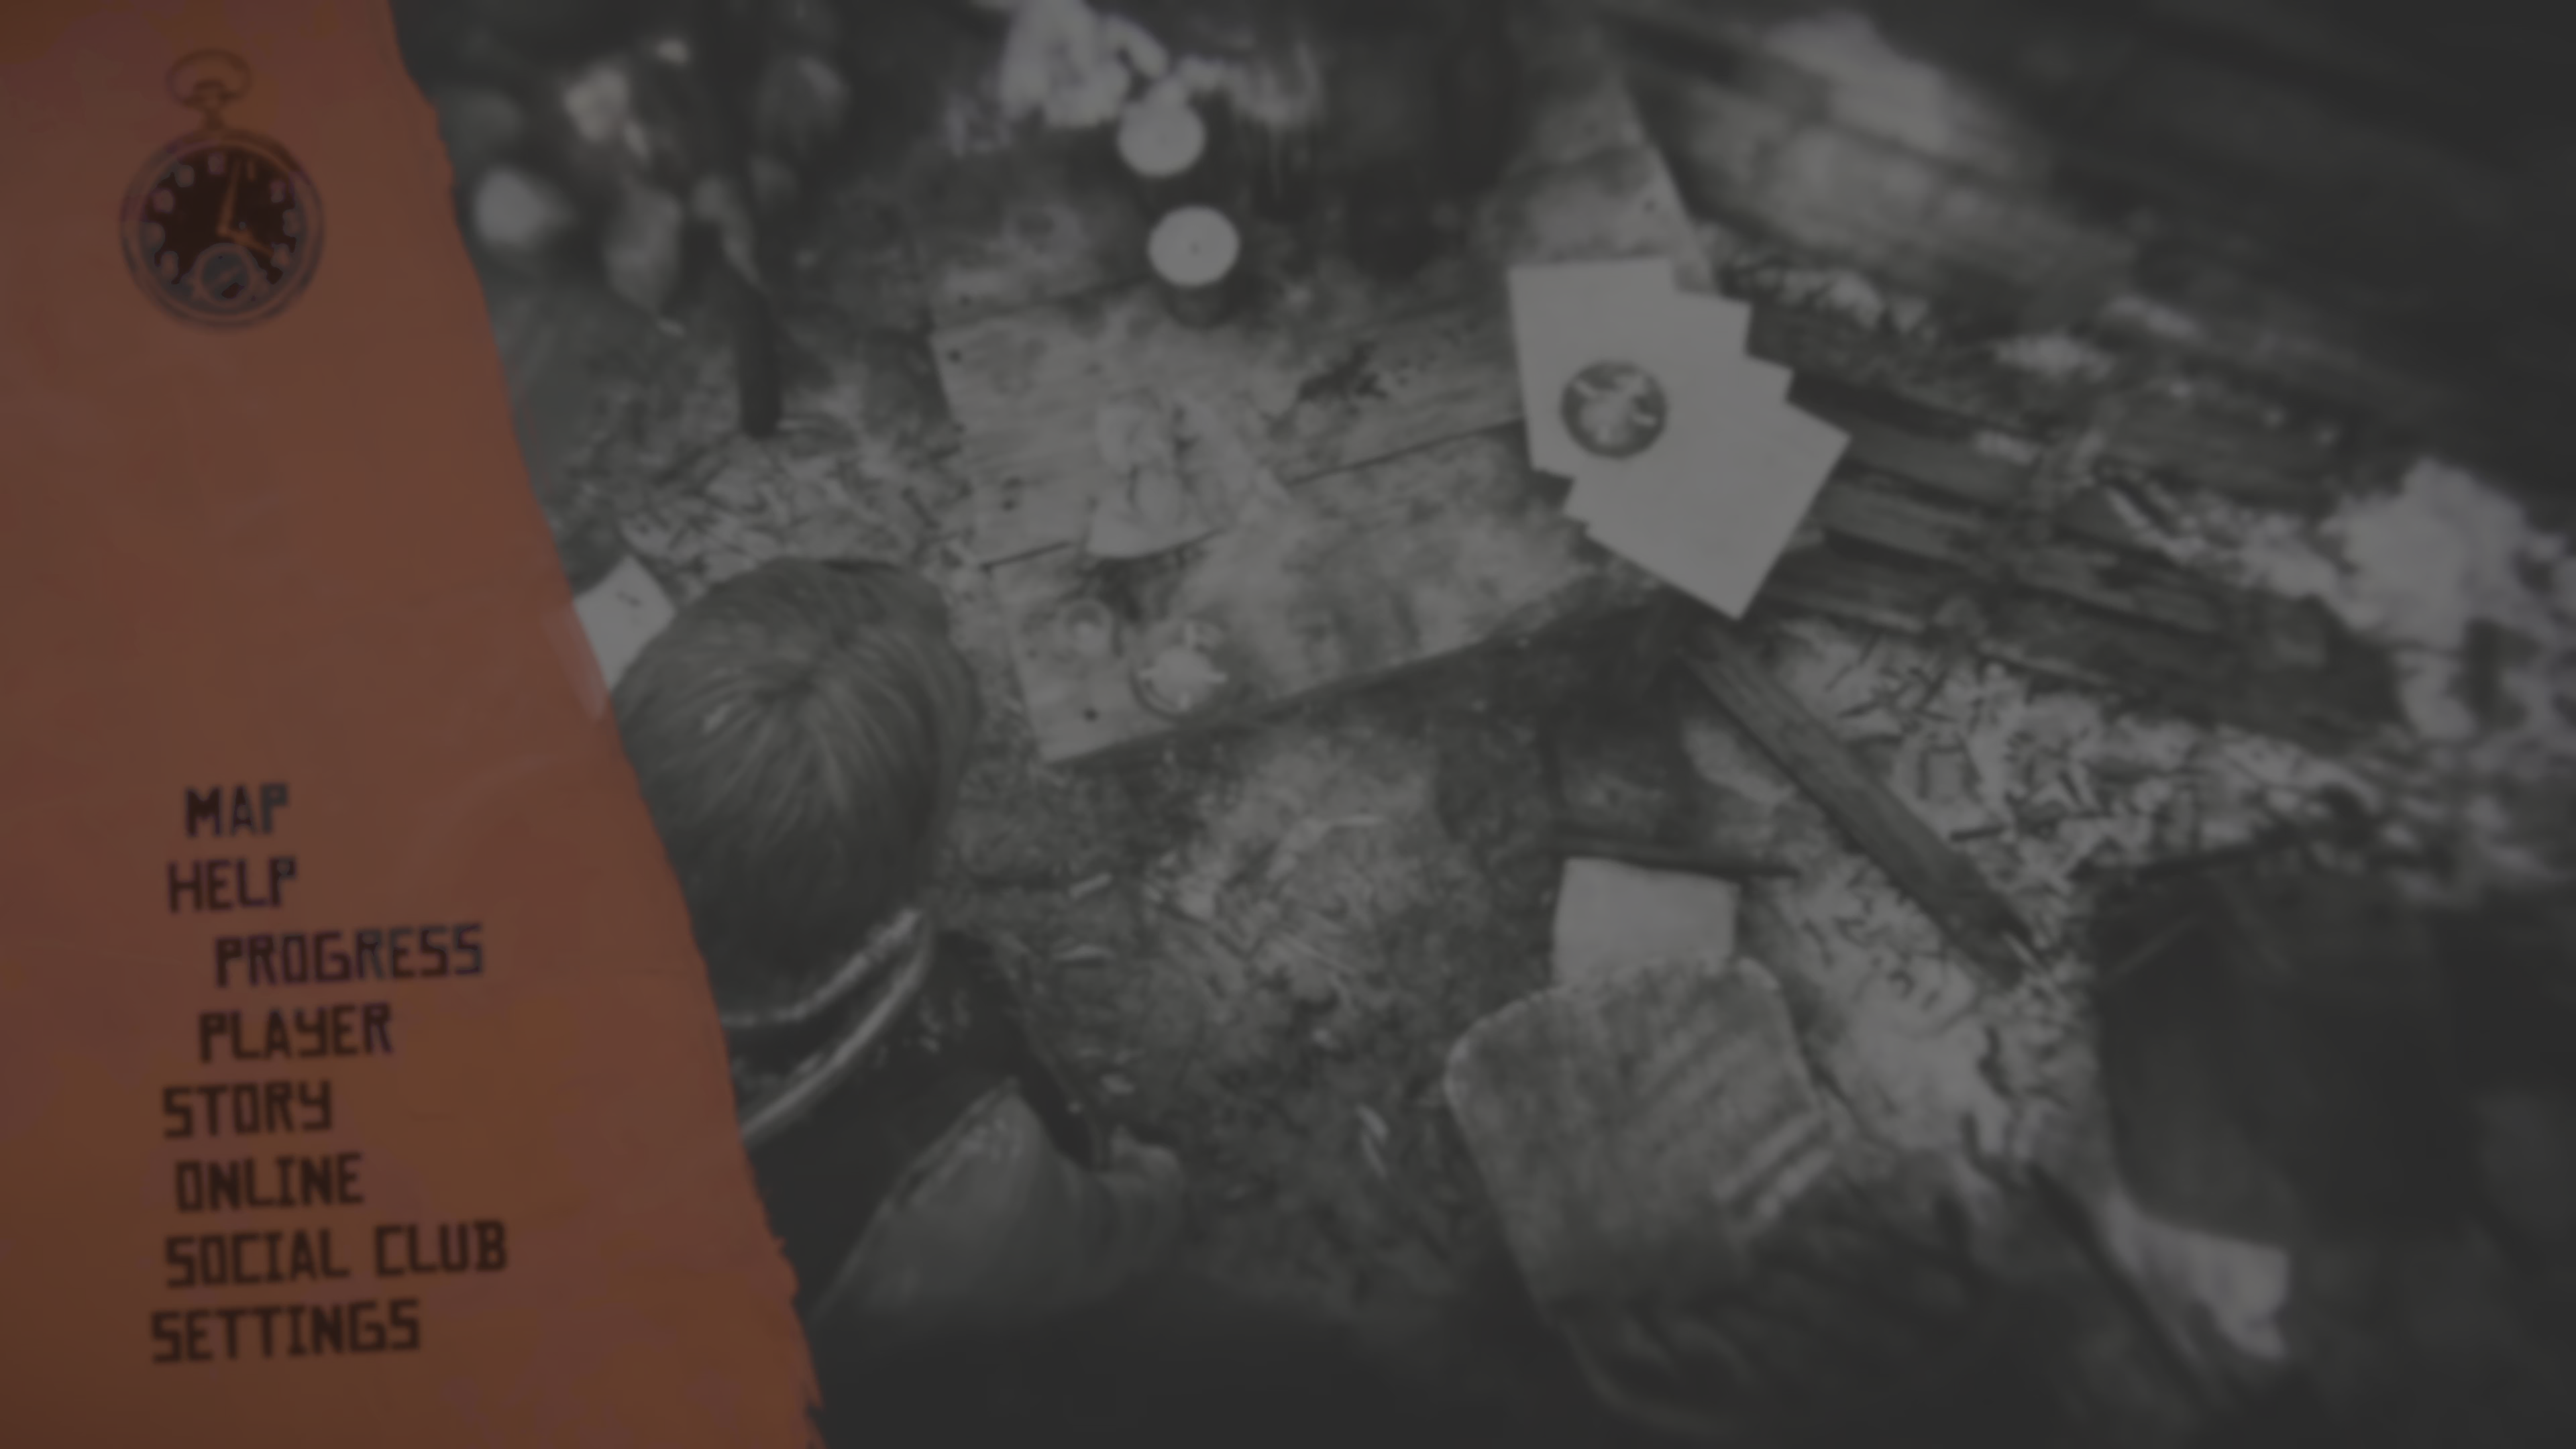 MAP
HELP
PROGRESS
PLAYER
STORY
ONLINE
SOCIAL CLUB
SETTINGS